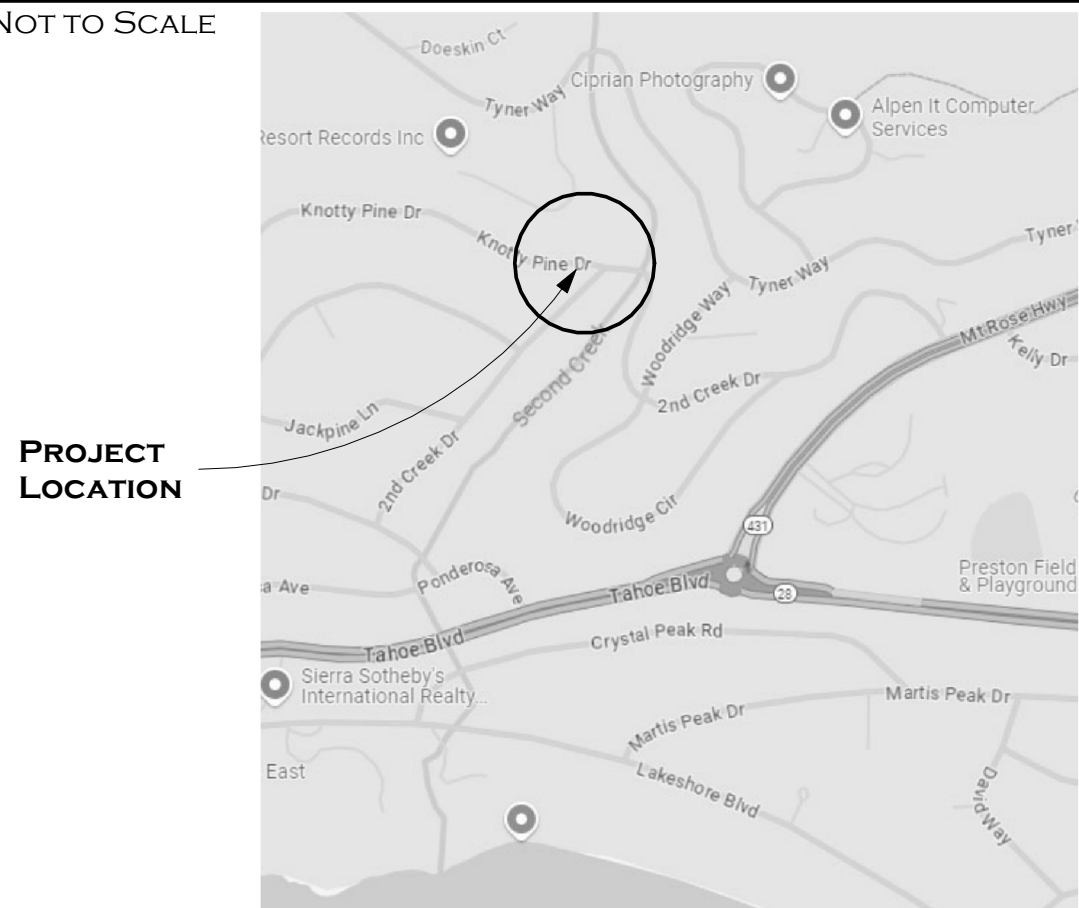 NOT TO SCALE
Doeskin Ct
Ciprian Photography
Tyner Way
Alpen It Computer
Services
Resort Records Inc
Knotty Pine Dr
Knotty Pine Dr
Tyner
Tyner Way
Woodridge Way
Mt Rose Hwy
Kelly Dr
Second Creek
2nd Creek Dr
Jackpine Ln
PROJECT
LOCATION
2nd Creek Dr
Dr
Woodridge Cir
431
Preston Field
& Playground
Ponderosa Ave
a Ave
Tahoe Blvd
28
Tahoe Blvd
Crystal Peak Rd
Sierra Sotheby's
International Realty...
Martis Peak Dr
Martis Peak Dr
East
Lakeshore Blvd
David Way